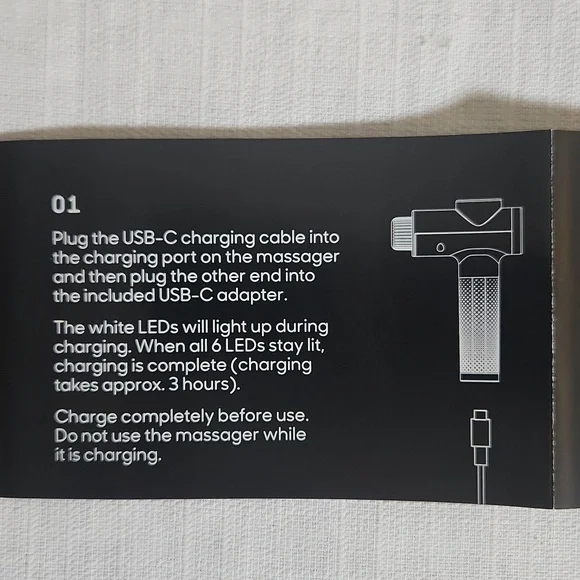 01
Plug the USB-C charging cable into
the charging port on the massager
and then plug the other end into
the included USB-C adapter.
The white LEDs will light up during
charging. When all 6 LEDs stay lit,
charging is complete (charging
takes approx. 3 hours).
Charge completely before use.
Do not use the massager while
it is charging.